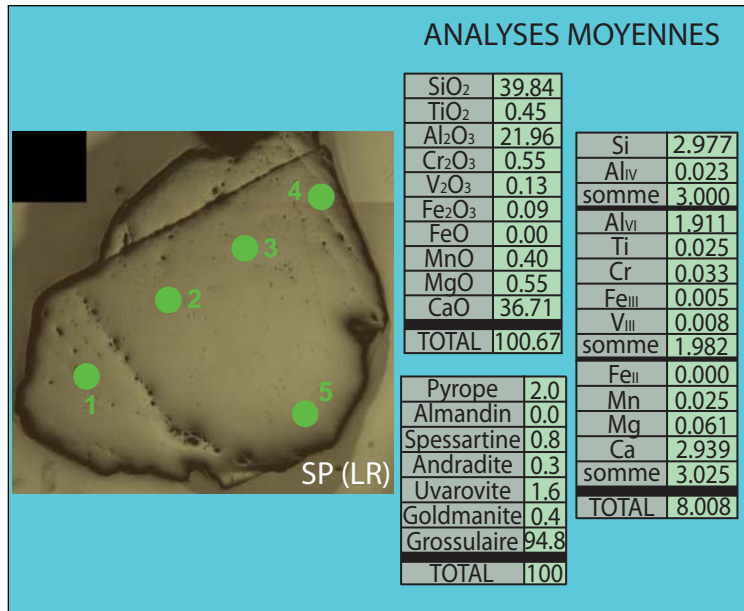 ANALYSES MOYENNES
SiO2 39.84
TiO2 0.45
Al2O3 21.96
Cr2O3 0.55
V2O3 0.13
Fe2O3 0.09
FeO 0.00
MnO 0.40
MgO 0.55
CaO 36.71
TOTAL 100.67
Si 2.977
AlIV 0.023
somme 3.000
AlVI 1.911
Ti 0.025
Cr 0.033
FeIII 0.005
VIII 0.008
somme 1.982
FeII 0.000
Mn 0.025
Mg 0.061
Ca 2.939
somme 3.025
TOTAL 8.008
Pyrope 2.0
Almandin 0.0
Spessartine 0.8
Andradite 0.3
Uvarovite 1.6
Goldmanite 0.4
Grossulaire 94.8
TOTAL 100
4
3
2
1
5
SP (LR)